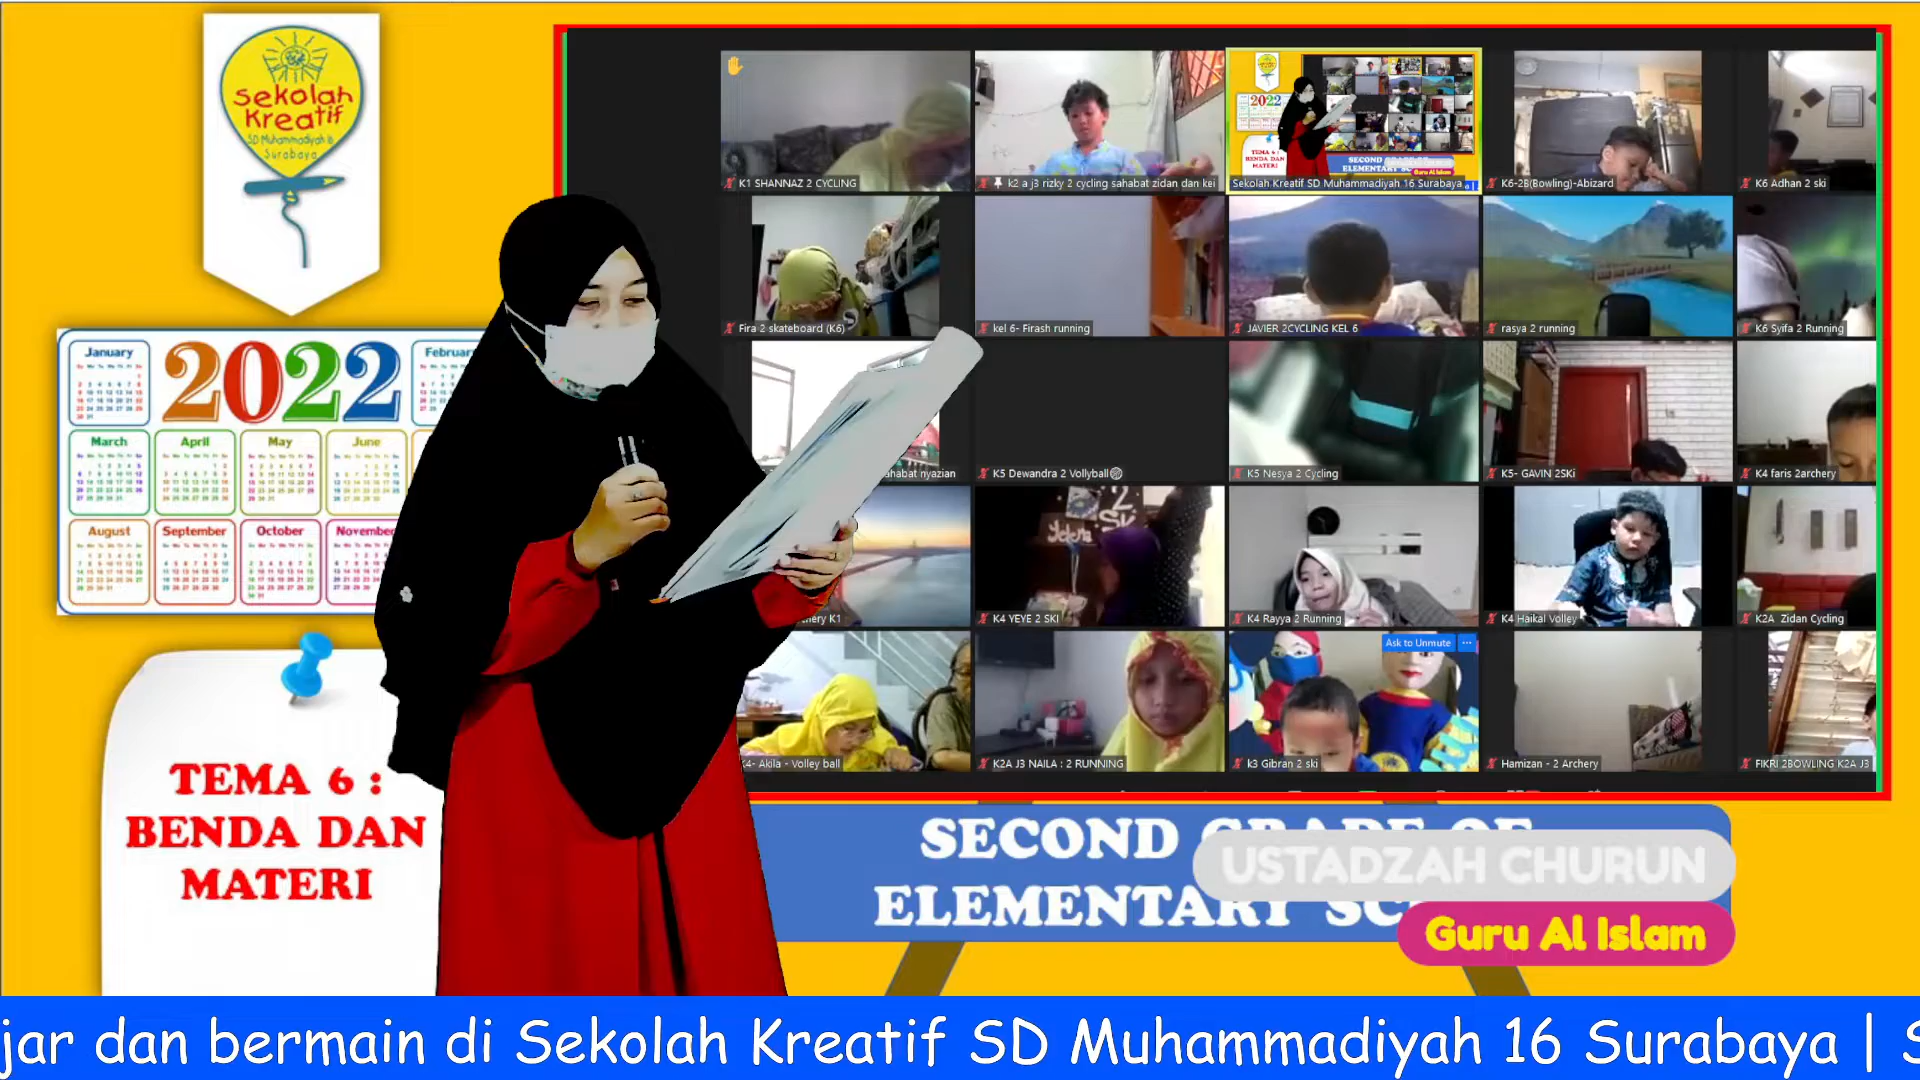 sekolah
kreatif
SD Muhammadiyah 16
Surabaya
K1 SHANNAZ 2 CYCLING
k2 a j3 rizky 2 cycling sahabat zidan dan kei
Sekolah Kreatif SD Muhammadiyah 16 Surabaya
K6-2B(Bowling)-Abizard
K6 Adhan 2 ski
Fira 2 skateboard (K6)
kel 6- Firash running
JAVIER 2CYCLING KEL 6
rasya 2 running
K6 Syifa 2 Running
January
2022
March
April
May
June
August
September
October
November
ahabat nyazian
K5 Dewandra 2 Vollyball
K5 Nesya 2 Cycling
K5- GAVIN 2SKi
K4 faris 2archery
K1
K4 YEYE 2 SKI
K4 Rayya 2 Running
K4 Haikal Volley
K2A Zidan Cycling
Ask to Unmute
K4- Akila - Volley ball
K2A J3 NAILA : 2 RUNNING
k3 Gibran 2 ski
Hamizan - 2 Archery
FIKRI 2BOWLING K2A J3
TEMA 6 :
BENDA DAN
MATERI
SECOND GRADE OF
ELEMENTARY
USTADZAH CHURUN
Guru Al Islam
jar dan bermain di Sekolah Kreatif SD Muhammadiyah 16 Surabaya | S